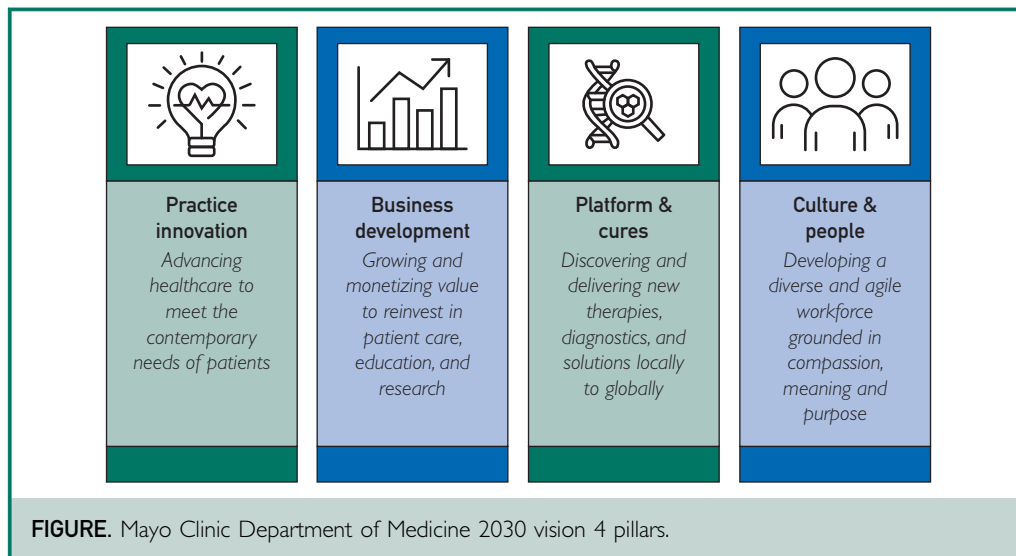 Practice
innovation
Advancing
healthcare to
meet the
contemporary
needs of patients
Business
development
Growing and
monetizing value
to reinvest in
patient care,
education, and
research
Platform &
cures
Discovering and
delivering new
therapies,
diagnostics, and
solutions locally
to globally
Culture &
people
Developing a
diverse and agile
workforce
grounded in
compassion,
meaning and
purpose
FIGURE. Mayo Clinic Department of Medicine 2030 vision 4 pillars.